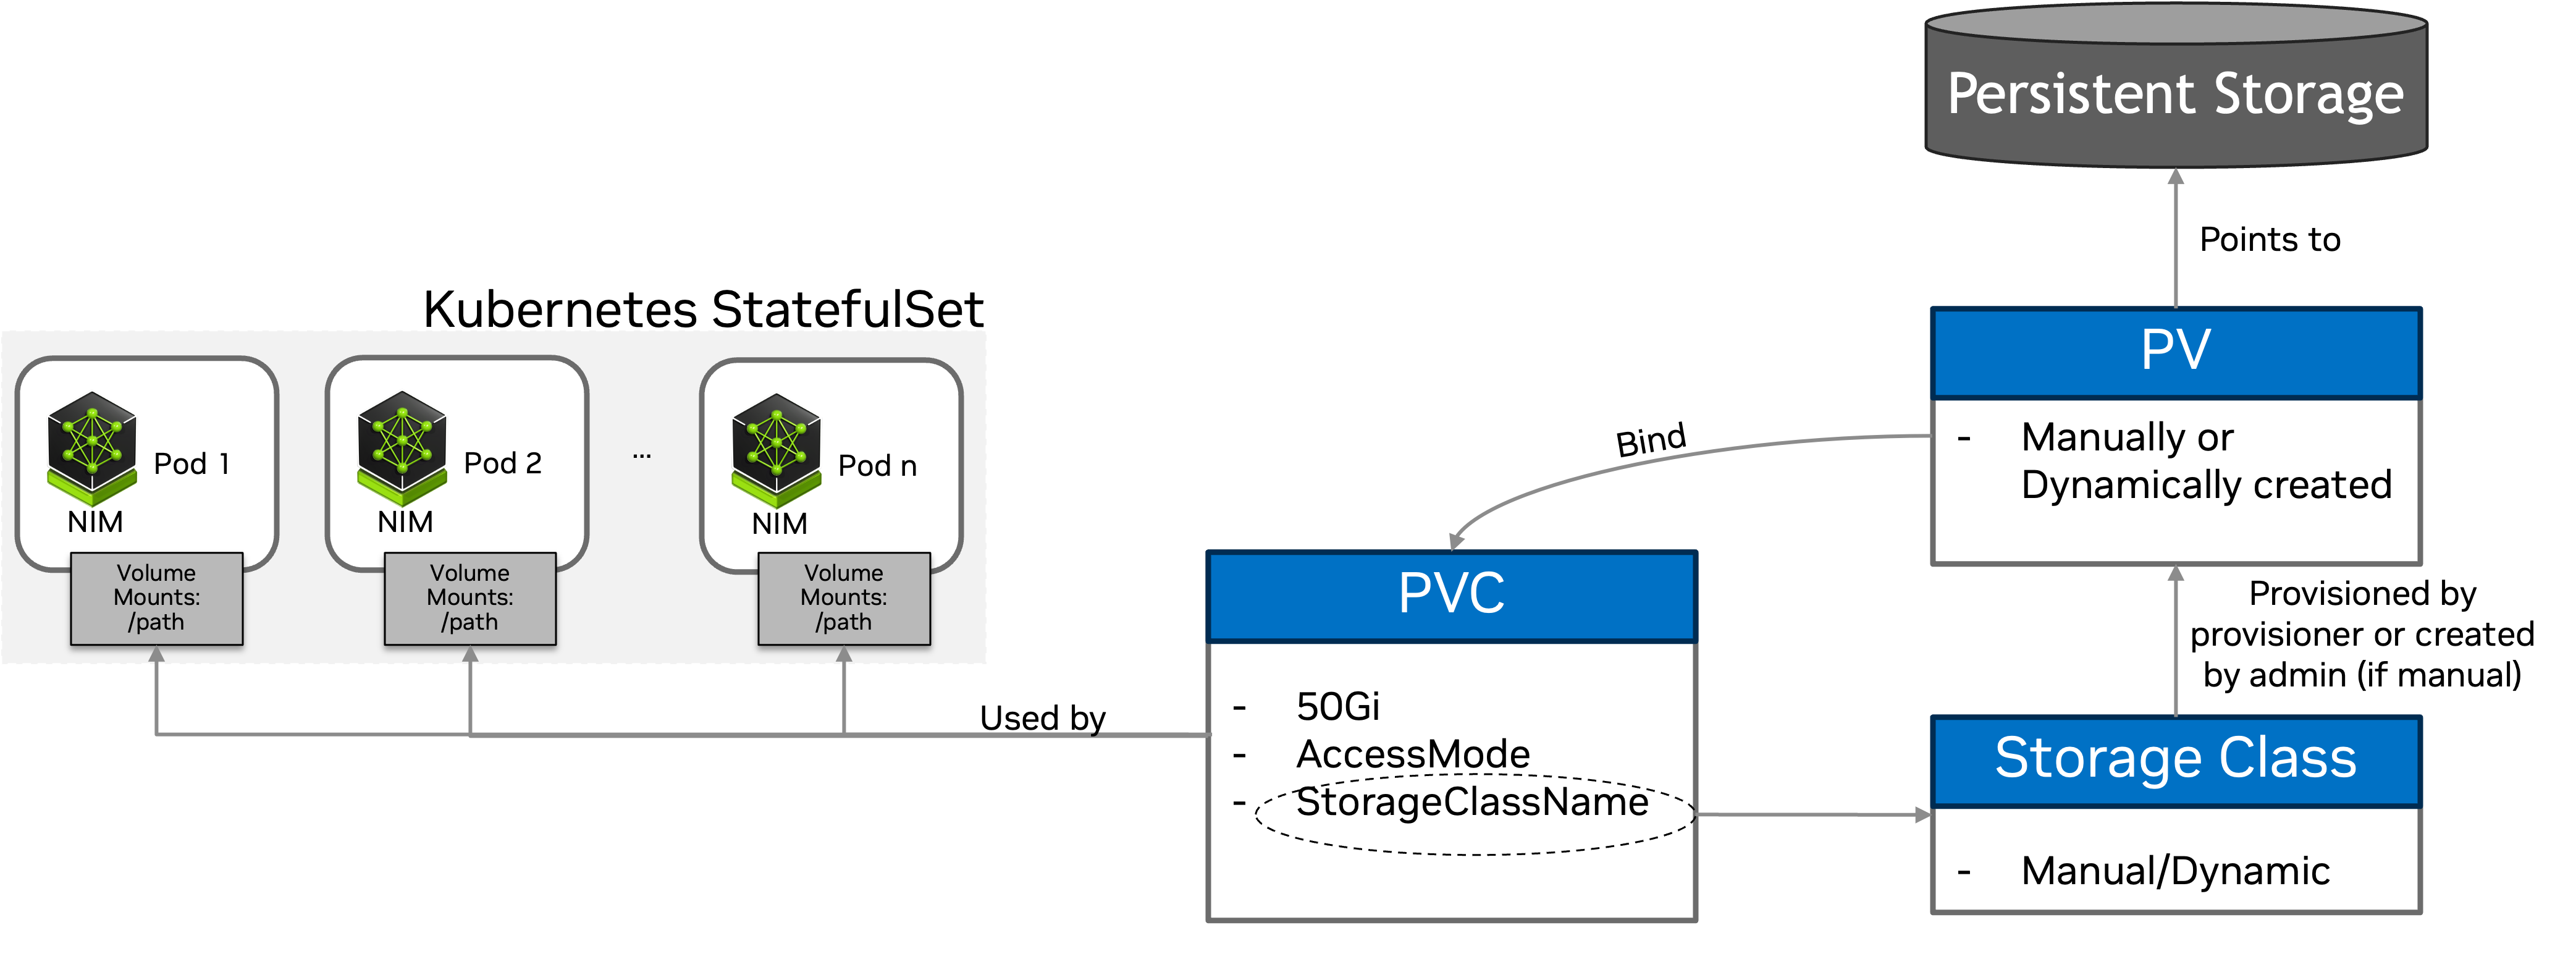 Persistent Storage
Points to
Kubernetes StatefulSet
PV
- Manually or
Dynamically created
Bind
Pod 1
NIM
Pod 2
NIM
...
Pod n
NIM
Volume
Mounts:
/path
Volume
Mounts:
/path
Volume
Mounts:
/path
PVC
- 50Gi
- AccessMode
- StorageClassName
Used by
Provisioned by
provisioner or created
by admin (if manual)
Storage Class
- Manual/Dynamic